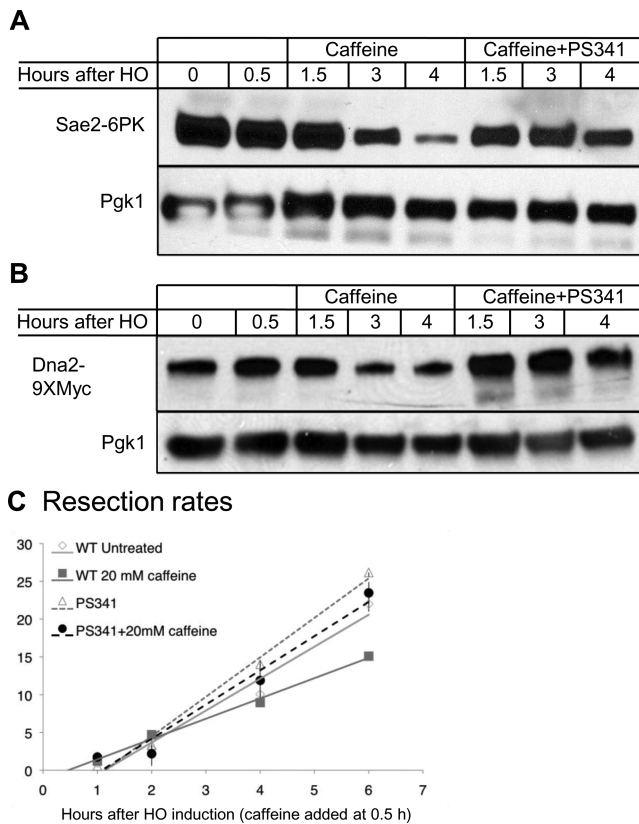 A
Caffeine Caffeine+PS341
Hours after HO 0 0.5 1.5 3 4 1.5 3 4
Sae2-6PK
Pgk1
B
Caffeine Caffeine+PS341
Hours after HO 0 0.5 1.5 3 4 1.5 3 4
Dna2-
9XMyc
Pgk1
C Resection rates
30
25
20
15
10
5
0
WT Untreated
WT 20 mM caffeine
PS341
PS341+20mM caffeine
0 1 2 3 4 5 6 7
Hours after HO induction (caffeine added at 0.5 h)